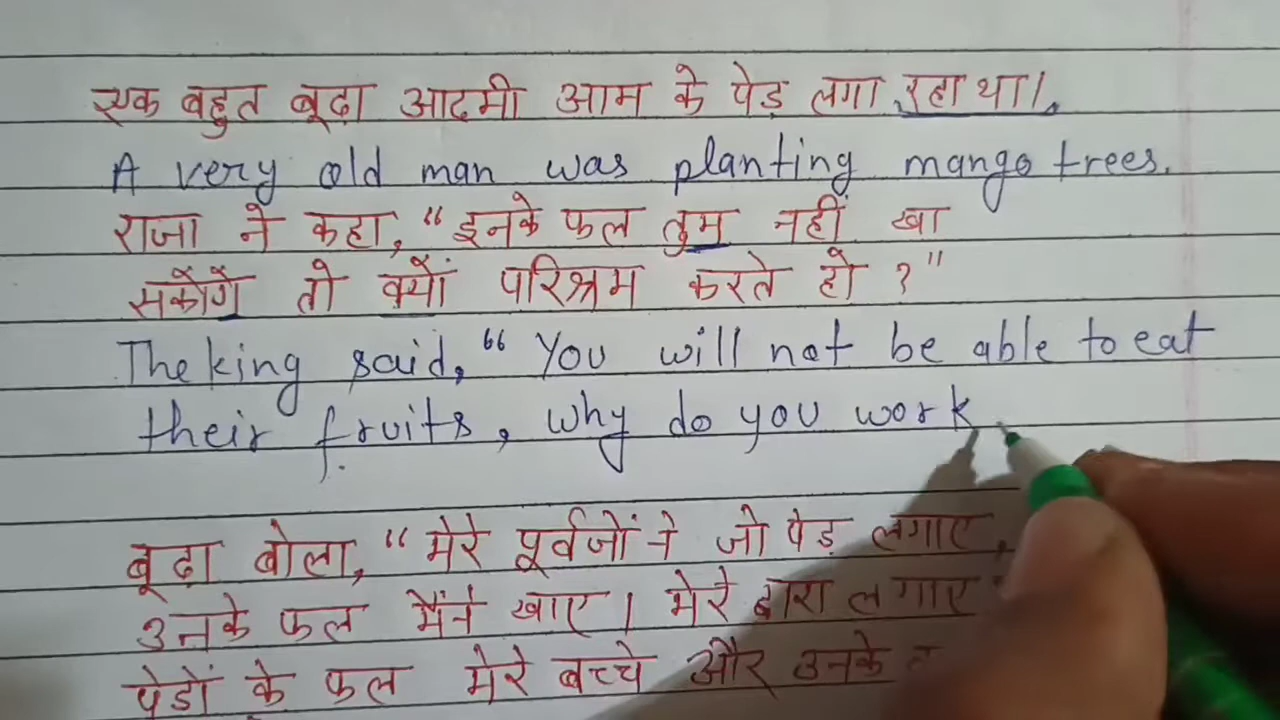 एक बहुत बूढ़ा आदमी आम के पेड़ लगा रहा था।
A very old man was planting mango trees.
राजा ने कहा, "इनके फल तुम नहीं खा
सकोगे तो क्यों परिश्रम करते हो ?"
The king said, "You will not be able to eat
their fruits, why do you work
बूढ़ा बोला, "मेरे पूर्वजों ने जो पेड़ लगाए,
उनके फल मैंने खाए। मेरे द्वारा लगाए
पेडों के फल मेरे बच्चे और उनके